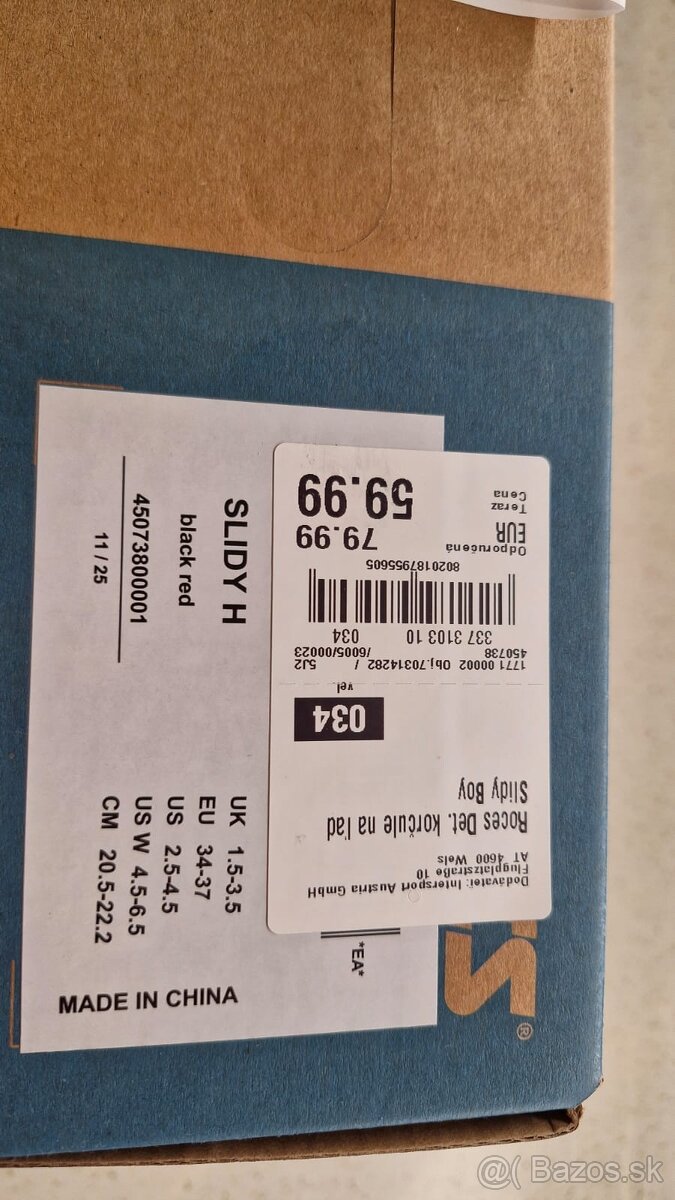 SLIDY H
black red
45073800001
11 / 25
UK 1.5-3.5
EU 34-37
US 2.5-4.5
US W 4.5-6.5
CM 20.5-22.2
*EA*
MADE IN CHINA
Dodávateľ: Intersport Austria GmbH
Flugplatzstraße 10
AT 4600 Wels
Roces Det. korčule na ľad
Slidy Boy
034
veľ.
1771 00002 Obj.70314282 / 5J2
450738 /6005/00023
337 3103 10 034
8020187955605
Odporučená 79.99
EUR
Teraz
Cena 59.99
®
@( Bazos.sk